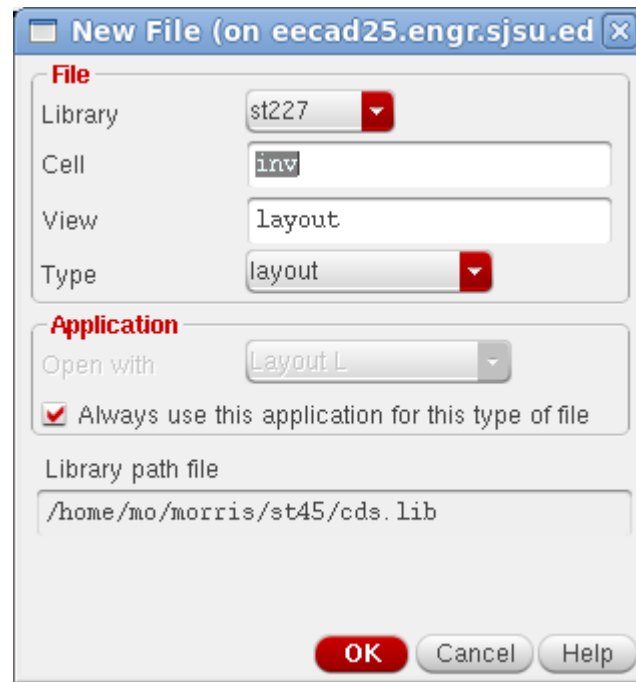 New File (on eecad25.engr.sjsu.ed
File
Library st227
Cell inv
View layout
Type layout
Application
Open with Layout L
Always use this application for this type of file
Library path file
/home/mo/morris/st45/cds.lib
OK Cancel Help